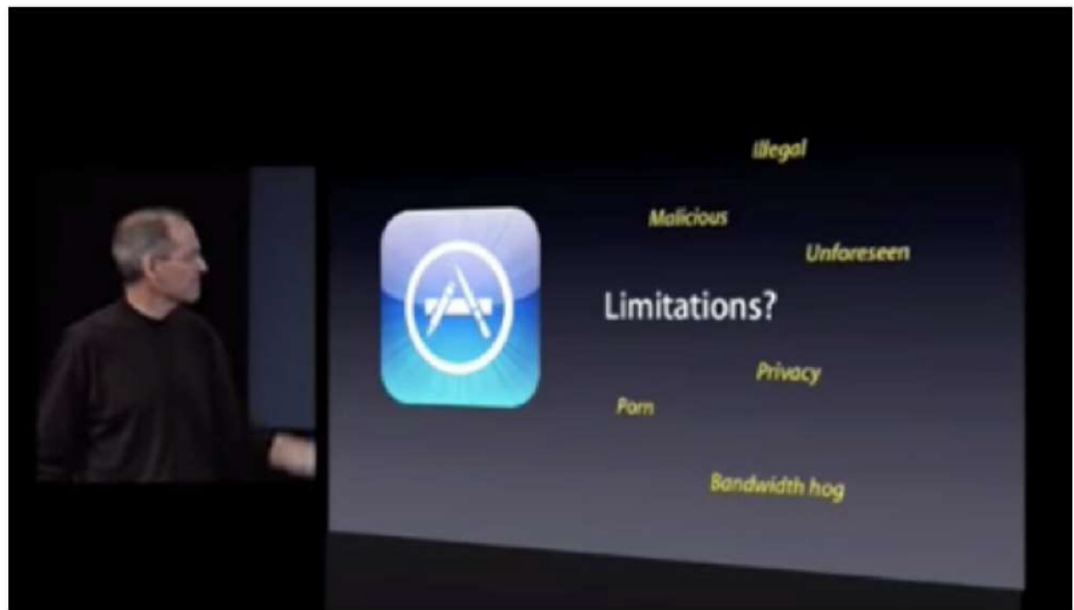 Illegal
Malicious
Unforeseen
Limitations?
Privacy
Porn
Bandwidth hog